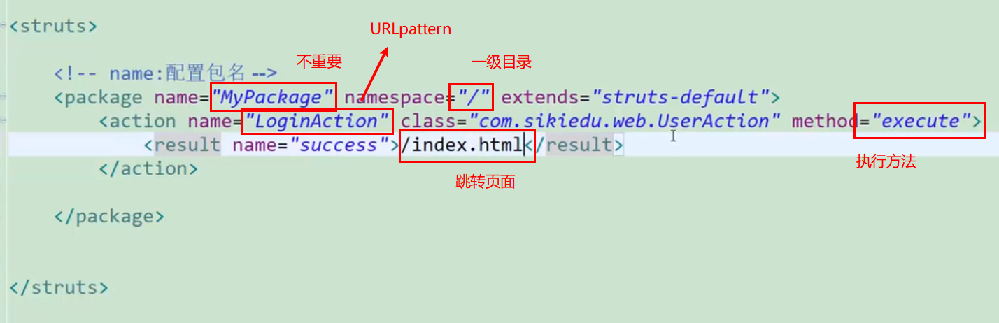 <struts>
URLpattern
不重要
一级目录
<!-- name:配置包名 -->
<package name="MyPackage" namespace="/" extends="struts-default">
<action name="LoginAction" class="com.sikiedu.web.UserAction" method="execute">
<result name="success">/index.html</result>
执行方法
</action>
跳转页面
</package>
</struts>